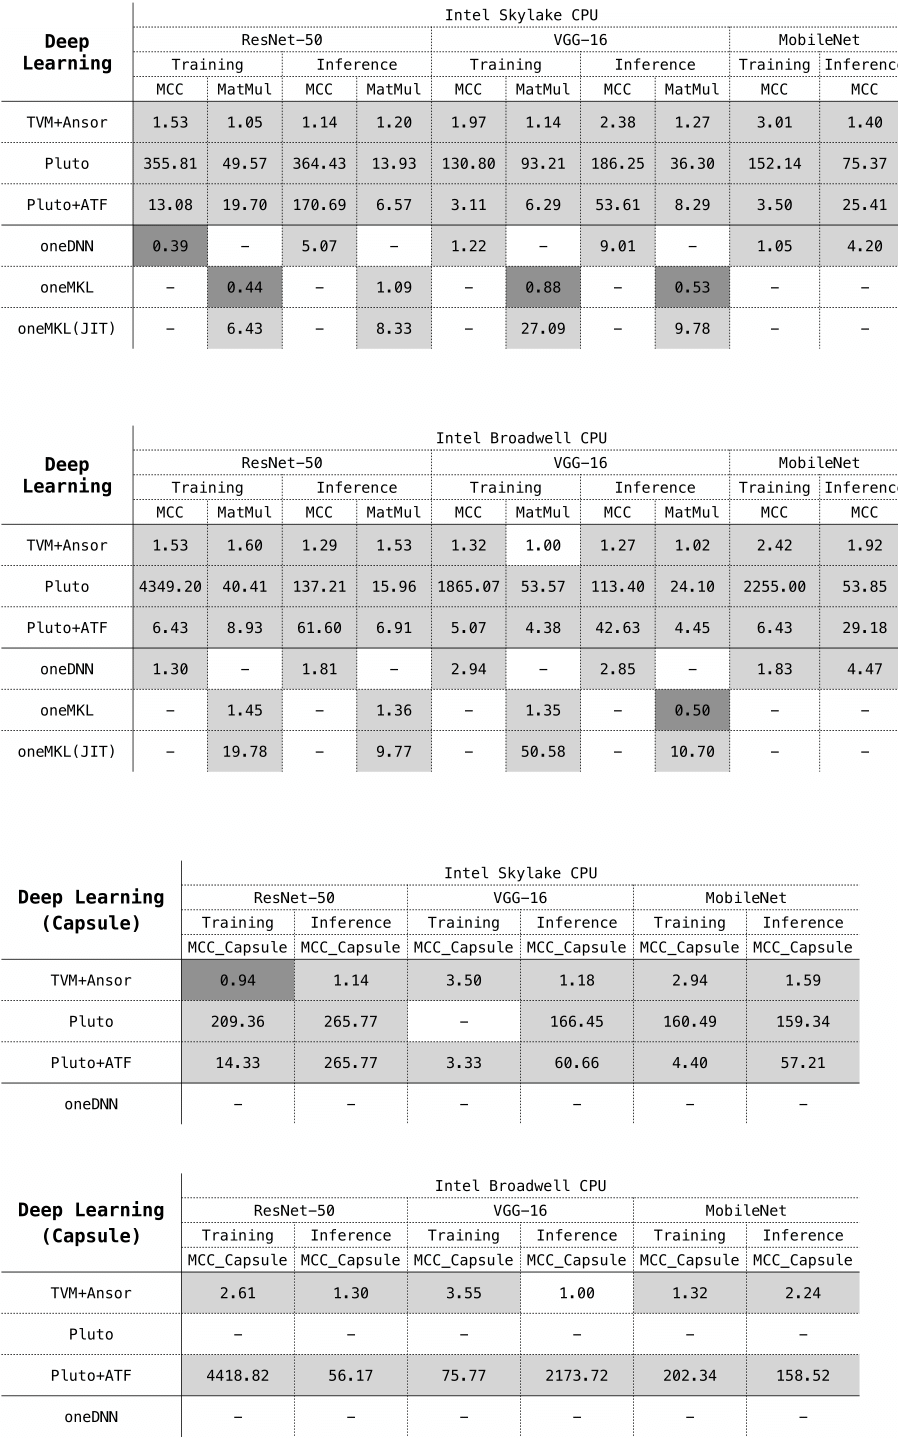 Intel Skylake CPU
Deep Learning
ResNet-50 VGG-16 MobileNet
Training Inference Training Inference Training Inferenc
MCC MatMul MCC MatMul MCC MatMul MCC MatMul MCC MCC
TVM+Ansor 1.53 1.05 1.14 1.20 1.97 1.14 2.38 1.27 3.01 1.40
Pluto 355.81 49.57 364.43 13.93 130.80 93.21 186.25 36.30 152.14 75.37
Pluto+ATF 13.08 19.70 170.69 6.57 3.11 6.29 53.61 8.29 3.50 25.41
oneDNN 0.39 – 5.07 – 1.22 – 9.01 – 1.05 4.20
oneMKL – 0.44 – 1.09 – 0.88 – 0.53 – –
oneMKL(JIT) – 6.43 – 8.33 – 27.09 – 9.78 – –
Intel Broadwell CPU
Deep Learning
ResNet-50 VGG-16 MobileNet
Training Inference Training Inference Training Inferenc
MCC MatMul MCC MatMul MCC MatMul MCC MatMul MCC MCC
TVM+Ansor 1.53 1.60 1.29 1.53 1.32 1.00 1.27 1.02 2.42 1.92
Pluto 4349.20 40.41 137.21 15.96 1865.07 53.57 113.40 24.10 2255.00 53.85
Pluto+ATF 6.43 8.93 61.60 6.91 5.07 4.38 42.63 4.45 6.43 29.18
oneDNN 1.30 – 1.81 – 2.94 – 2.85 – 1.83 4.47
oneMKL – 1.45 – 1.36 – 1.35 – 0.50 – –
oneMKL(JIT) – 19.78 – 9.77 – 50.58 – 10.70 – –
Intel Skylake CPU
Deep Learning (Capsule)
ResNet-50 VGG-16 MobileNet
Training Inference Training Inference Training Inference
MCC_Capsule MCC_Capsule MCC_Capsule MCC_Capsule MCC_Capsule MCC_Capsule
TVM+Ansor 0.94 1.14 3.50 1.18 2.94 1.59
Pluto 209.36 265.77 – 166.45 160.49 159.34
Pluto+ATF 14.33 265.77 3.33 60.66 4.40 57.21
oneDNN – – – – – –
Intel Broadwell CPU
Deep Learning (Capsule)
ResNet-50 VGG-16 MobileNet
Training Inference Training Inference Training Inference
MCC_Capsule MCC_Capsule MCC_Capsule MCC_Capsule MCC_Capsule MCC_Capsule
TVM+Ansor 2.61 1.30 3.55 1.00 1.32 2.24
Pluto – – – – – –
Pluto+ATF 4418.82 56.17 75.77 2173.72 202.34 158.52
oneDNN – – – – – –